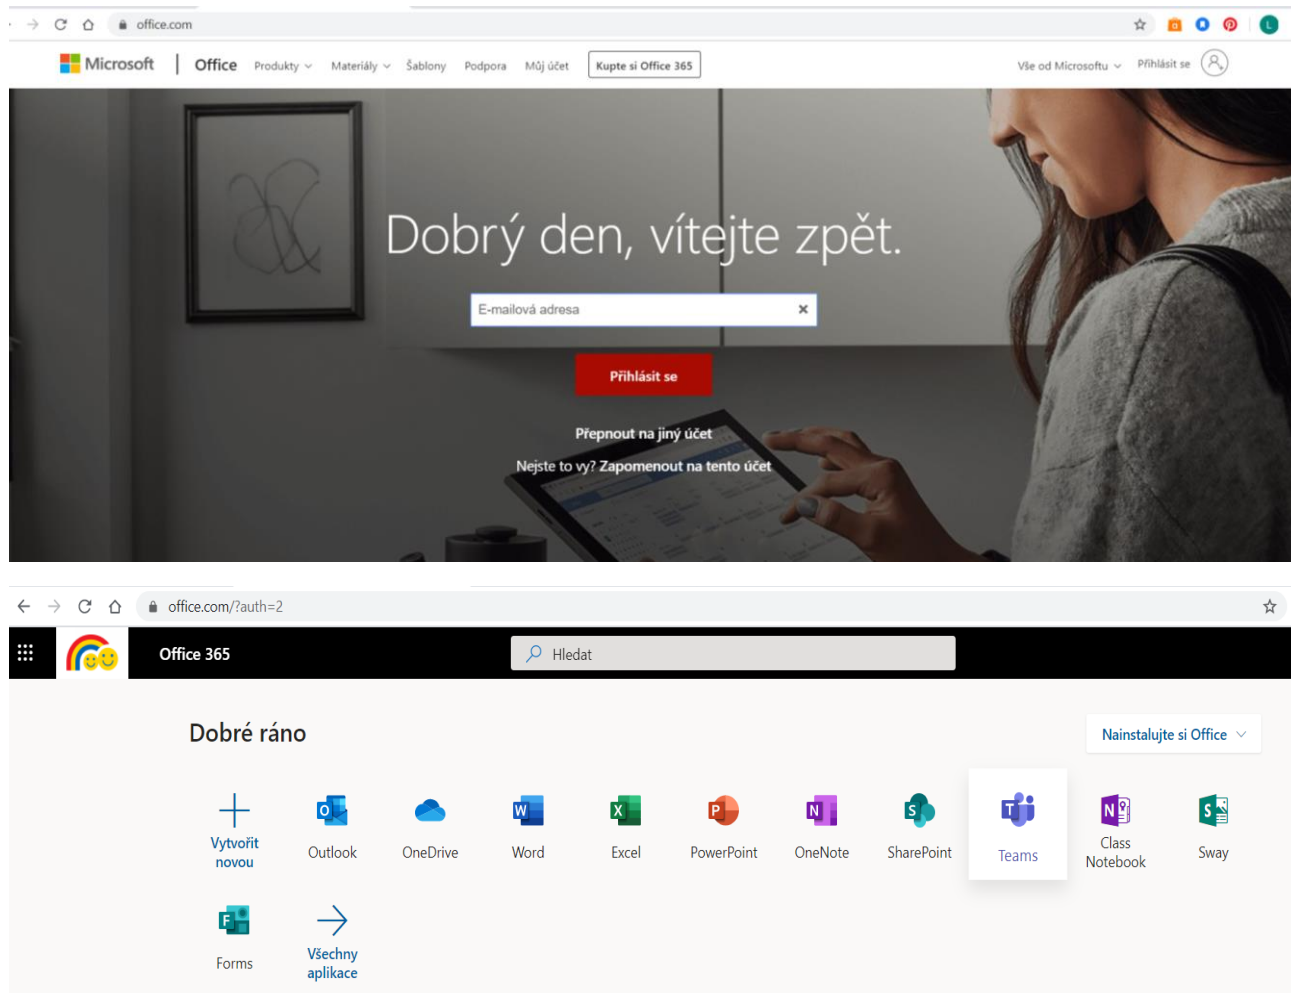 office.com
L
Microsoft | Office Produkty Materiály Šablony Podpora Můj účet Kupte si Office 365 Vše od Microsoftu Přihlásit se
Dobrý den, vítejte zpět.
E-mailová adresa
Přihlásit se
Přepnout na jiný účet
Nejste to vy? Zapomenout na tento účet
office.com/?auth=2
Office 365 Hledat
Dobré ráno
Nainstalujte si Office
Vytvořit
novou
Outlook
OneDrive
Word
Excel
PowerPoint
OneNote
SharePoint
Teams
Class
Notebook
Sway
Forms
Všechny
aplikace